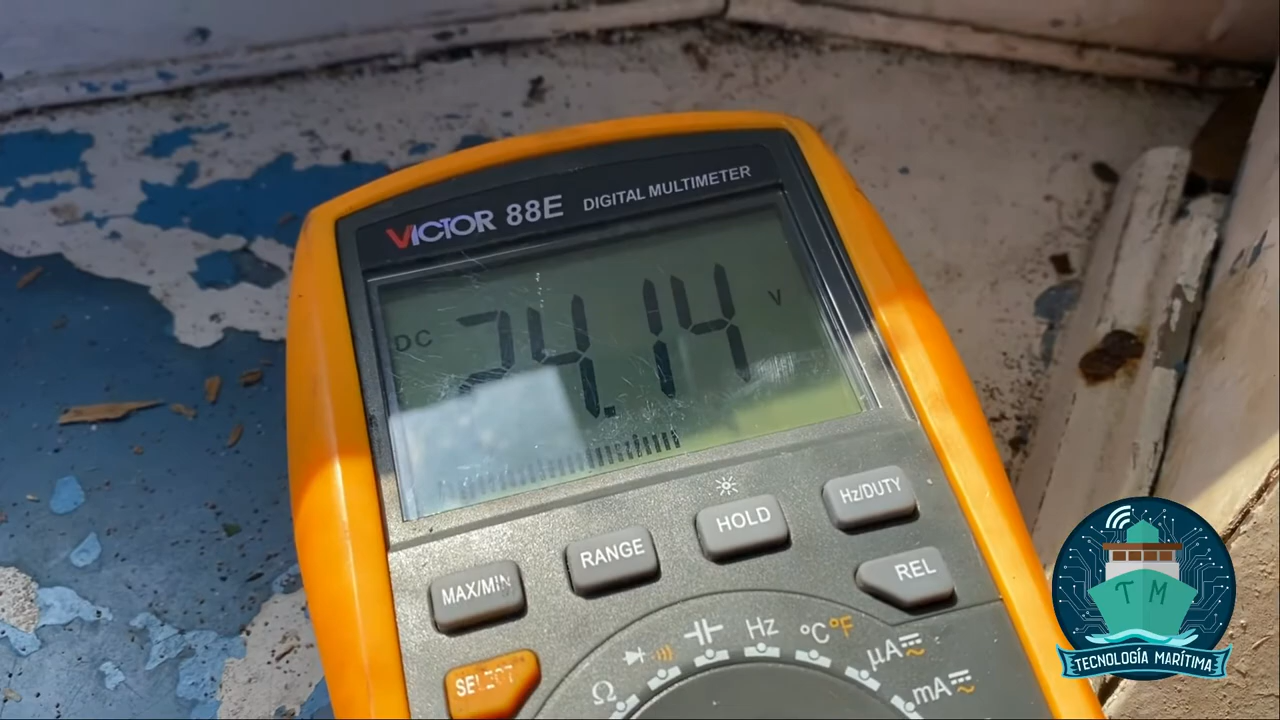 VICTOR 88E DIGITAL MULTIMETER
DC 24.14 V
Hz/DUTY
HOLD
RANGE
MAX/MIN
REL
SELECT
Ω
Hz
°C°F
µA
mA
TM
TECNOLOGÍA MARÍTIMA